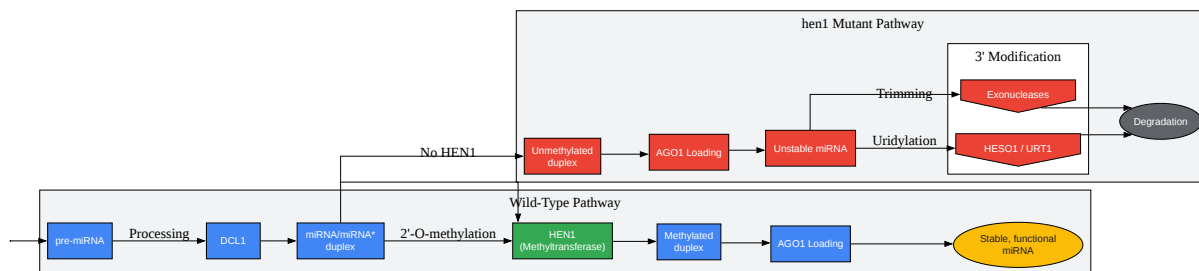 hen1 Mutant Pathway
3' Modification
Trimming
Exonucleases
Degradation
No HEN1
Unmethylated
duplex
AGO1 Loading
Unstable miRNA
Uridylation
HESO1 / URT1
Wild-Type Pathway
pre-miRNA
Processing
DCL1
miRNA/miRNA*
duplex
2'-O-methylation
HEN1
(Methyltransferase)
Methylated
duplex
AGO1 Loading
Stable, functional
miRNA